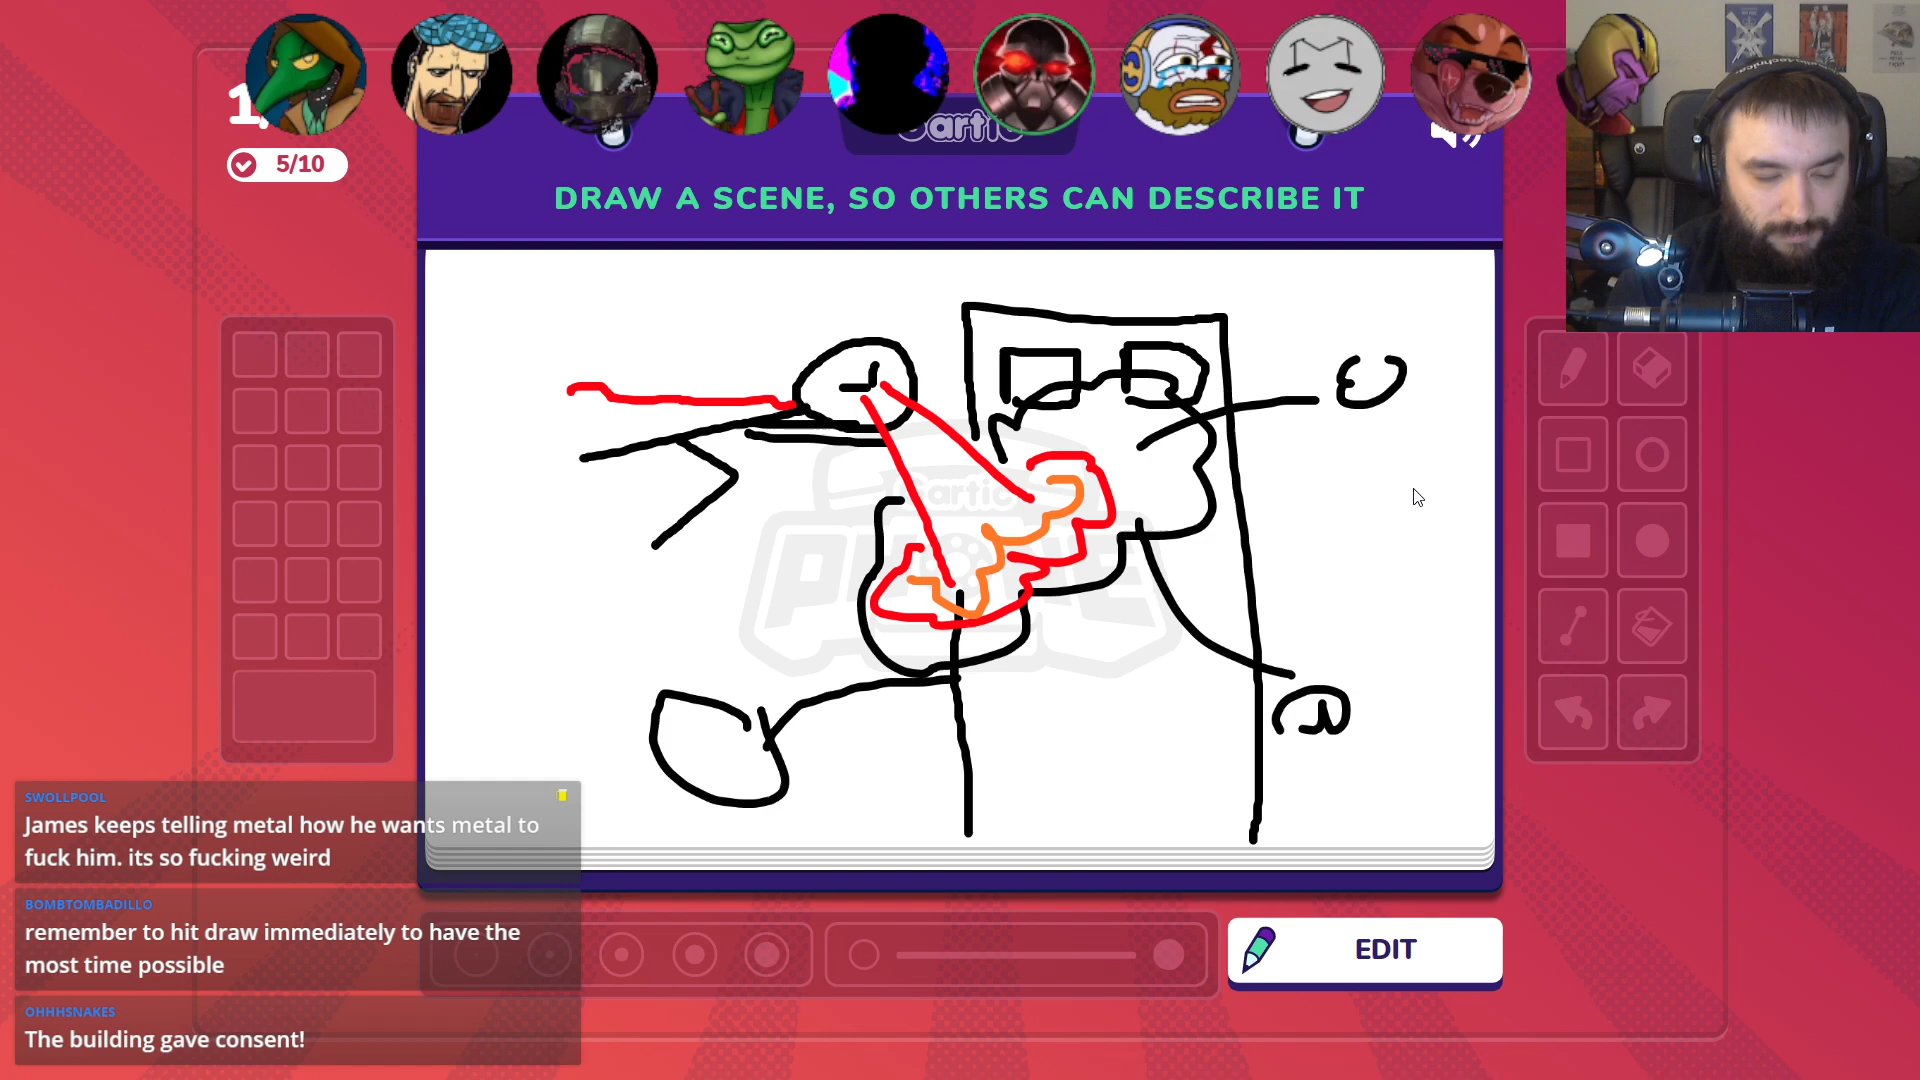 5/10
DRAW A SCENE, SO OTHERS CAN DESCRIBE IT
Gartic
PHONE
SWOLLPOOL
James keeps telling metal how he wants metal to
fuck him. its so fucking weird
BOMBTOMBADILLO
remember to hit draw immediately to have the
most time possible
OHHHSNAKES
The building gave consent!
EDIT